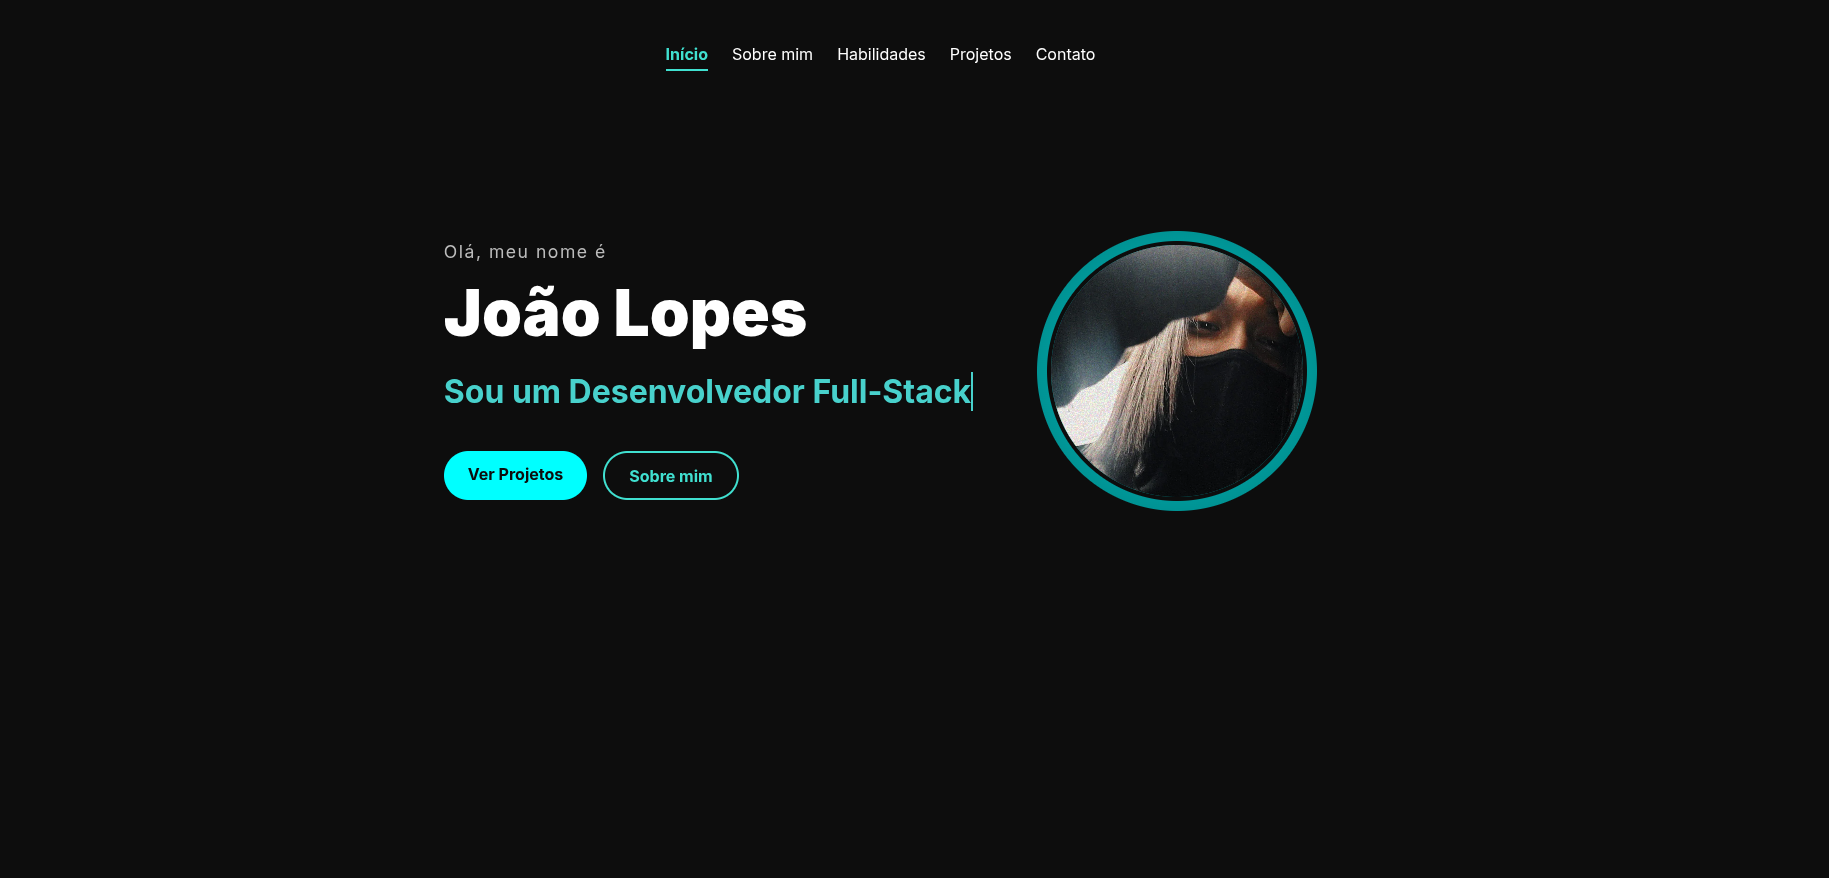 Início Sobre mim Habilidades Projetos Contato
Olá, meu nome é
João Lopes
Sou um Desenvolvedor Full-Stack
Ver Projetos Sobre mim